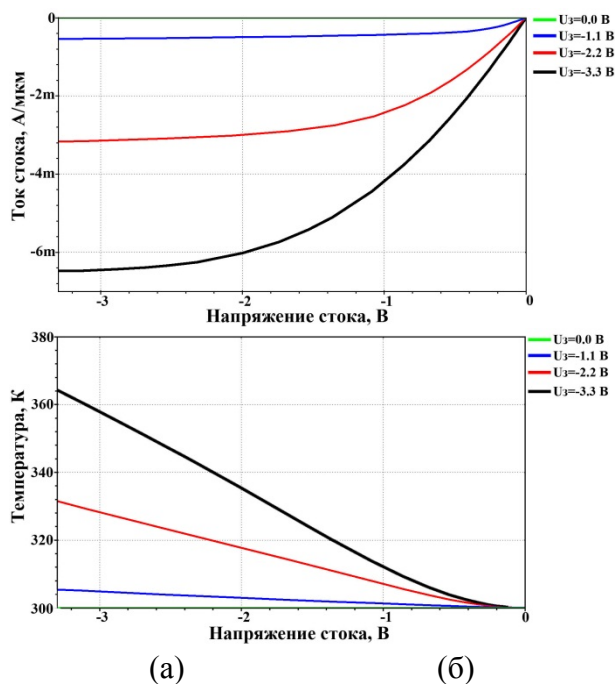 0
-2m
-4m
-6m
Ток стока, А/мкм
-3
-2
-1
0
Напряжение стока, В
Uз=0.0 В
Uз=-1.1 В
Uз=-2.2 В
Uз=-3.3 В
380
360
340
320
300
Температура, К
-3
-2
-1
0
Напряжение стока, В
Uз=0.0 В
Uз=-1.1 В
Uз=-2.2 В
Uз=-3.3 В
(а) (б)